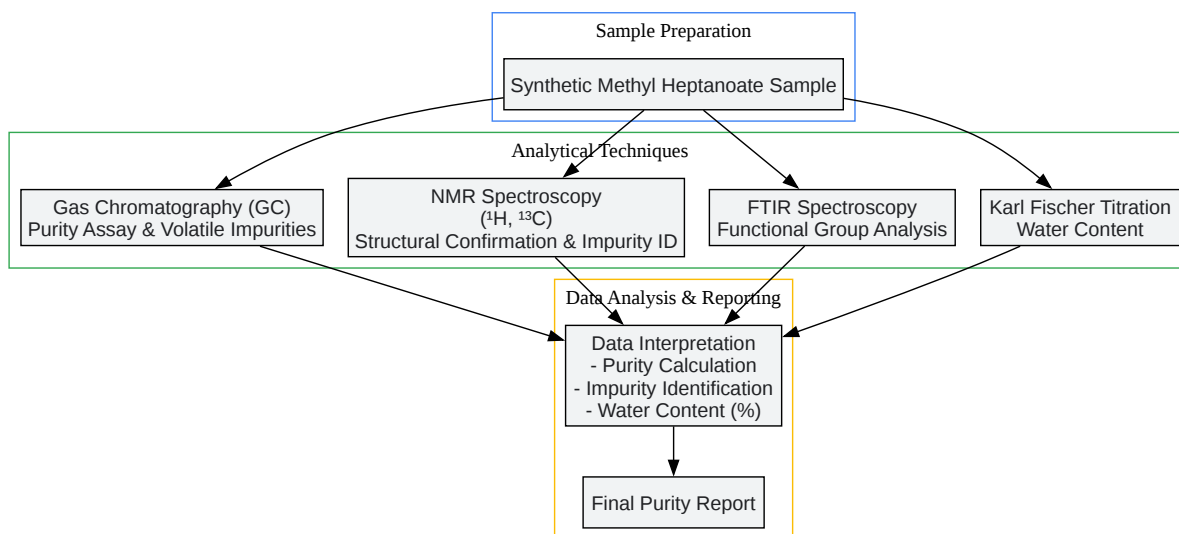 Sample Preparation
Synthetic Methyl Heptanoate Sample
Analytical Techniques
Gas Chromatography (GC)
Purity Assay & Volatile Impurities
NMR Spectroscopy
(¹H, ¹³C)
Structural Confirmation & Impurity ID
FTIR Spectroscopy
Functional Group Analysis
Karl Fischer Titration
Water Content
Data Analysis & Reporting
Data Interpretation
- Purity Calculation
- Impurity Identification
- Water Content (%)
Final Purity Report